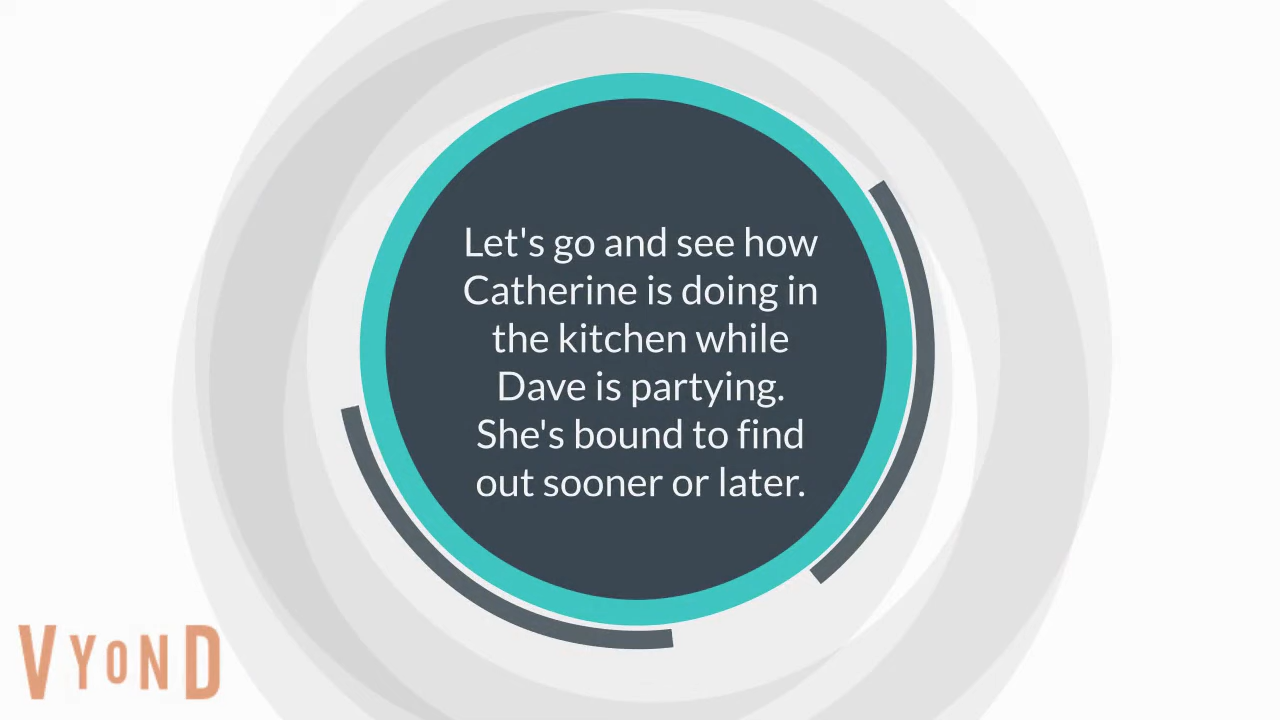 Let's go and see how
Catherine is doing in
the kitchen while
Dave is partying.
She's bound to find
out sooner or later.
VYOND